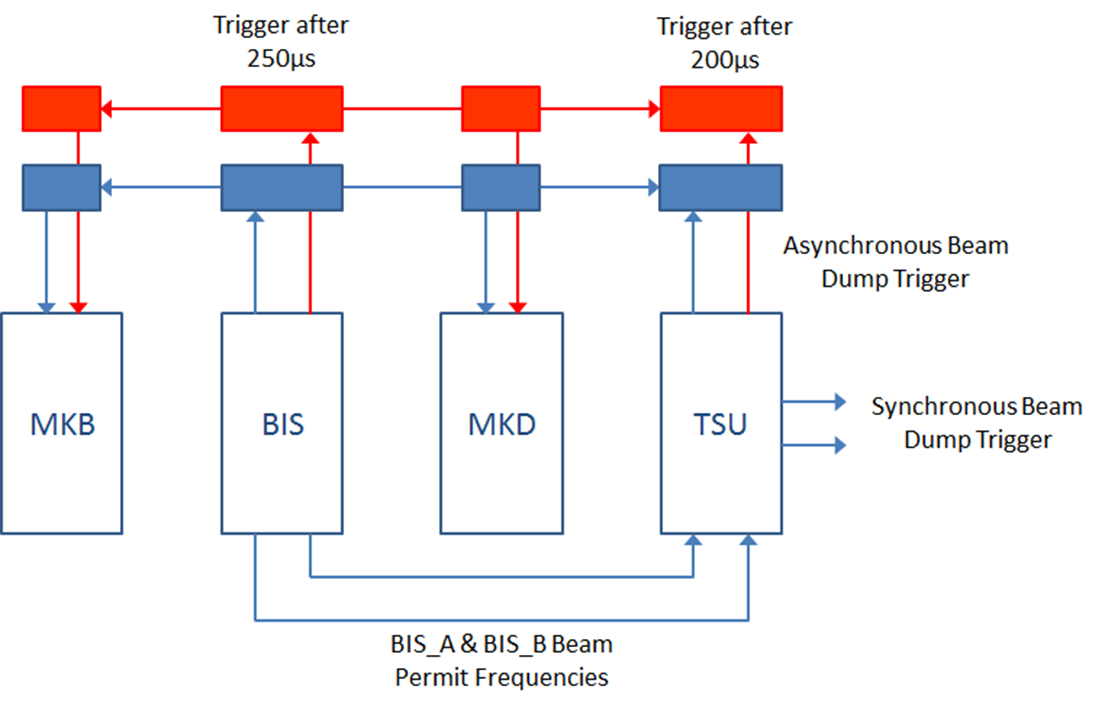 Trigger after
250µs
Trigger after
200µs
Asynchronous Beam
Dump Trigger
MKB
BIS
MKD
TSU
Synchronous Beam
Dump Trigger
BIS_A & BIS_B Beam
Permit Frequencies